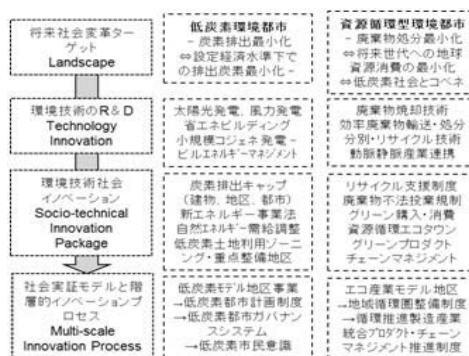 将来社会変革ター
ゲット
Landscape
低炭素環境都市
- 炭素排出最小化
⇔設定経済水準下で
の排出炭素最小化 -
資源循環型環境都市
- 廃棄物処分最小化
⇔将来世代への地球
資源消費の最小化
⇔低炭素社会とコベネ
環境技術のR&D
Technology
Innovation
太陽光発電、風力発電
省エネビルディング
小規模コジェネ発電 -
ビルエネルギーマネジメント
廃棄物焼却技術
効率廃棄物輸送・処分
分別・リサイクル技術
動脈静脈産業連携
環境技術社会
イノベーション
Socio-technical
Innovation
Package
炭素排出キャップ
(建物、地区、都市)
新エネルギー事業法
自然エネルギー需給調整
低炭素土地利用ゾーニ
ング・重点整備地区
リサイクル支援制度
廃棄物不法投棄規制
グリーン購入・消費
資源循環エコタウン
グリーンプロダクト
チェーンマネジメント
社会実証モデルと階
層的イノベーションプ
ロセス
Multi-scale
Innovation Process
低炭素モデル地区事業
→低炭素都市計画制度
→低炭素都市ガバナン
スシステム
→低炭素市民意識
エコ産業モデル地区
→地域循環圏整備制度
→循環推進製造産業
統合プロダクト・チェーン
マネジメント推進制度